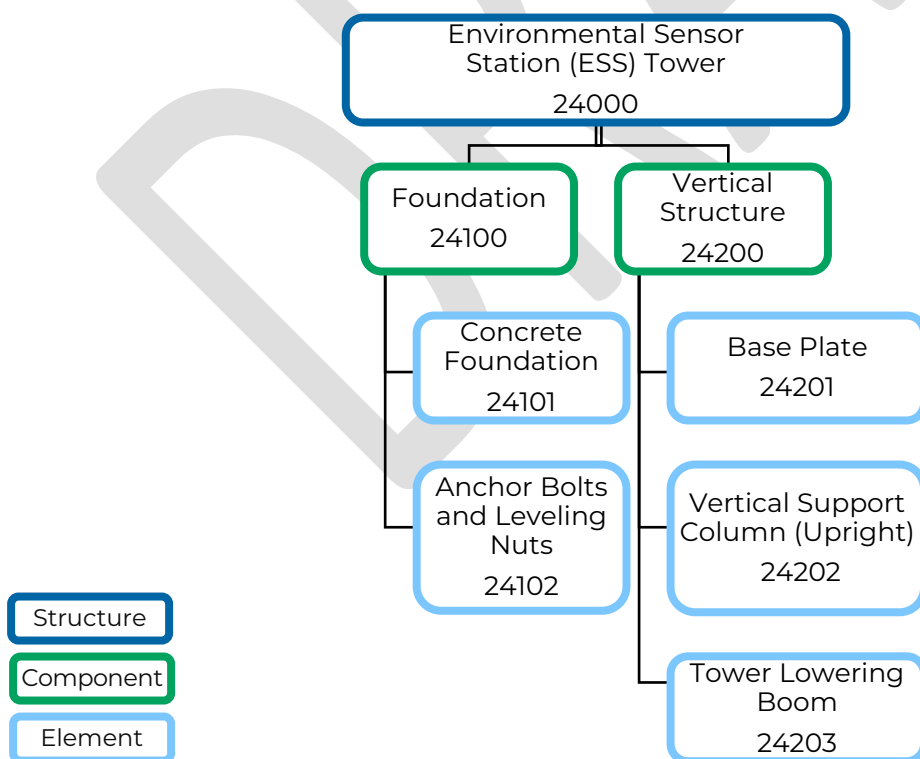 Environmental Sensor
Station (ESS) Tower
24000
Foundation
24100
Vertical
Structure
24200
Concrete
Foundation
24101
Base Plate
24201
Anchor Bolts
and Leveling
Nuts
24102
Vertical Support
Column (Upright)
24202
Tower Lowering
Boom
24203
Structure
Component
Element